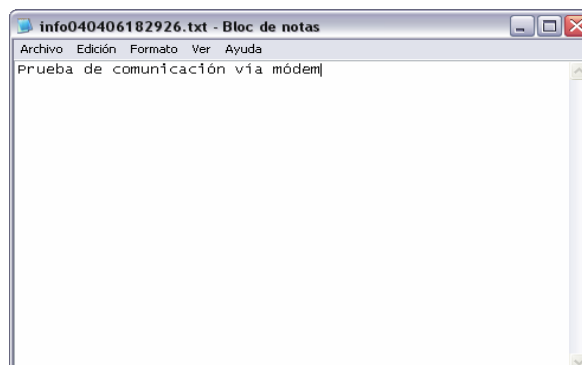 info040406182926.txt - Bloc de notas
Archivo Edición Formato Ver Ayuda
Prueba de comunicación vía módem